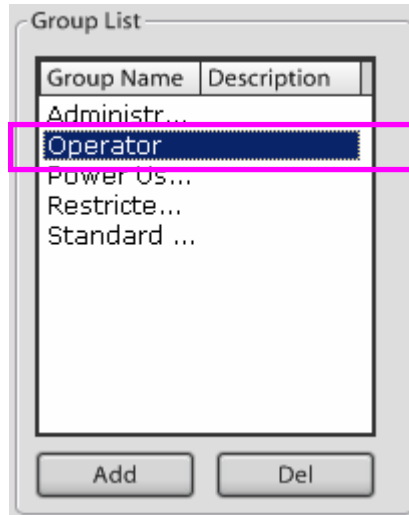 Group List
Group Name Description
Administr...
Operator
Power Us...
Restricte...
Standard ...
Add Del